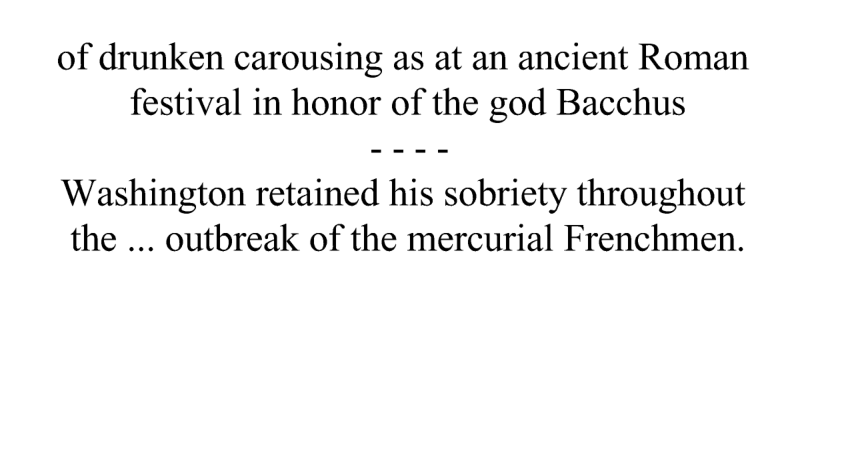 of drunken carousing as at an ancient Roman
festival in honor of the god Bacchus
- - - -
Washington retained his sobriety throughout
the ... outbreak of the mercurial Frenchmen.